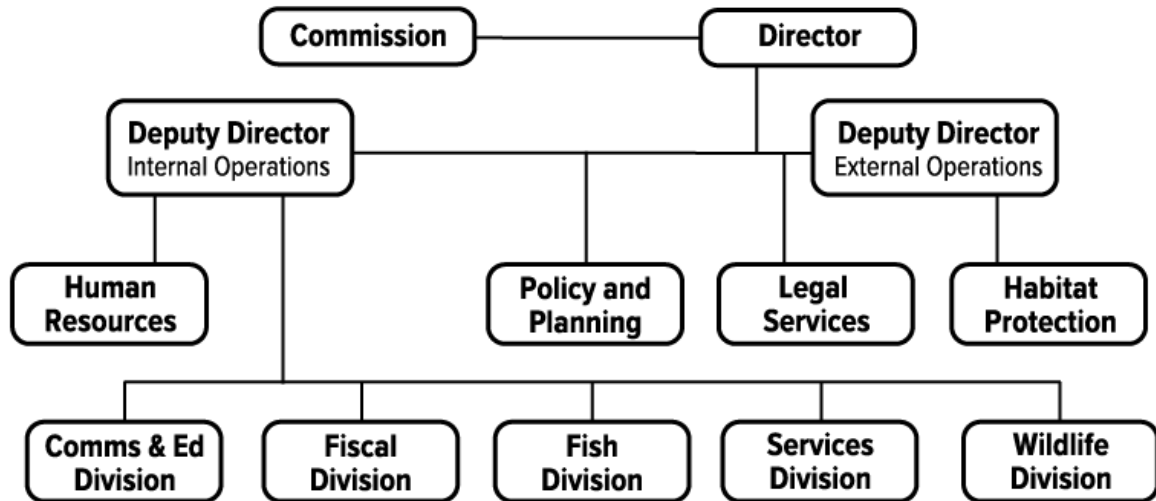 Commission
Director
Deputy Director
Internal Operations
Deputy Director
External Operations
Human
Resources
Policy and
Planning
Legal
Services
Habitat
Protection
Comms & Ed
Division
Fiscal
Division
Fish
Division
Services
Division
Wildlife
Division